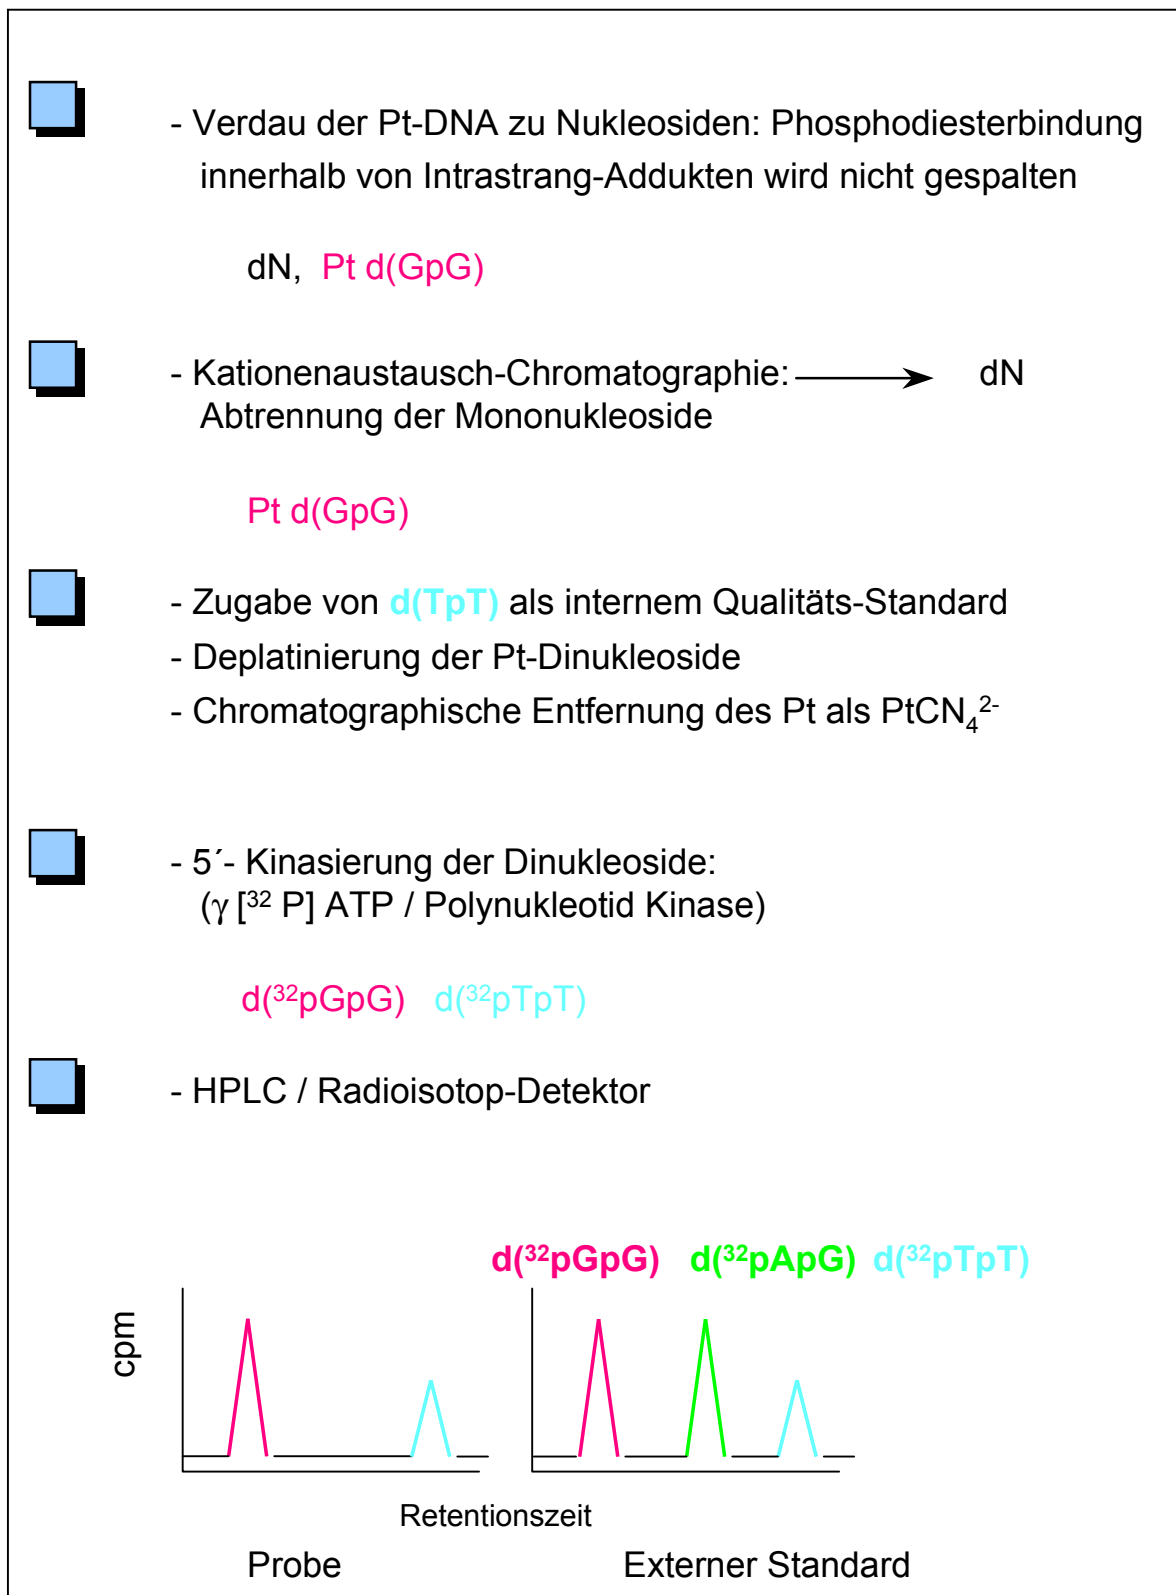 - Verdau der Pt-DNA zu Nukleosiden: Phosphodiesterbindung
innerhalb von Intrastrang-Addukten wird nicht gespalten
dN, Pt d(GpG)
- Kationenaustausch-Chromatographie: dN
Abtrennung der Mononukleoside
Pt d(GpG)
- Zugabe von d(TpT) als internem Qualitäts-Standard
- Deplatinierung der Pt-Dinukleoside
- Chromatographische Entfernung des Pt als PtCN₄²⁻
- 5´- Kinasierung der Dinukleoside:
(γ [³² P] ATP / Polynukleotid Kinase)
d(³²pGpG) d(³²pTpT)
- HPLC / Radioisotop-Detektor
d(³²pGpG) d(³²pApG) d(³²pTpT)
cpm
Retentionszeit
Probe Externer Standard